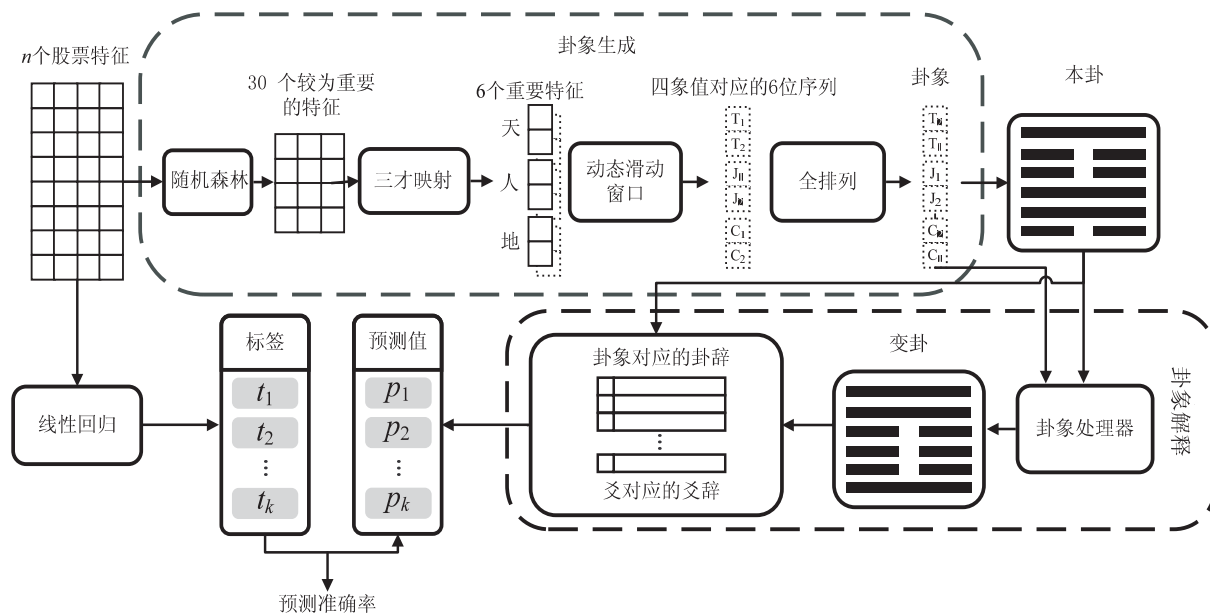 卦象生成
n个股票特征
30 个较为重要
的特征
6个重要特征
四象值对应的6位序列
卦象
本卦
天
人
地
随机森林
三才映射
动态滑动
窗口
全排列
T₁
T₂
C₁
C₂
J₁
J₂
标签
t₁
t₂
⋮
tₖ
预测值
p₁
p₂
⋮
pₖ
线性回归
卦象对应的卦辞
⋮
爻对应的爻辞
变卦
卦象处理器
卦象解释
预测准确率